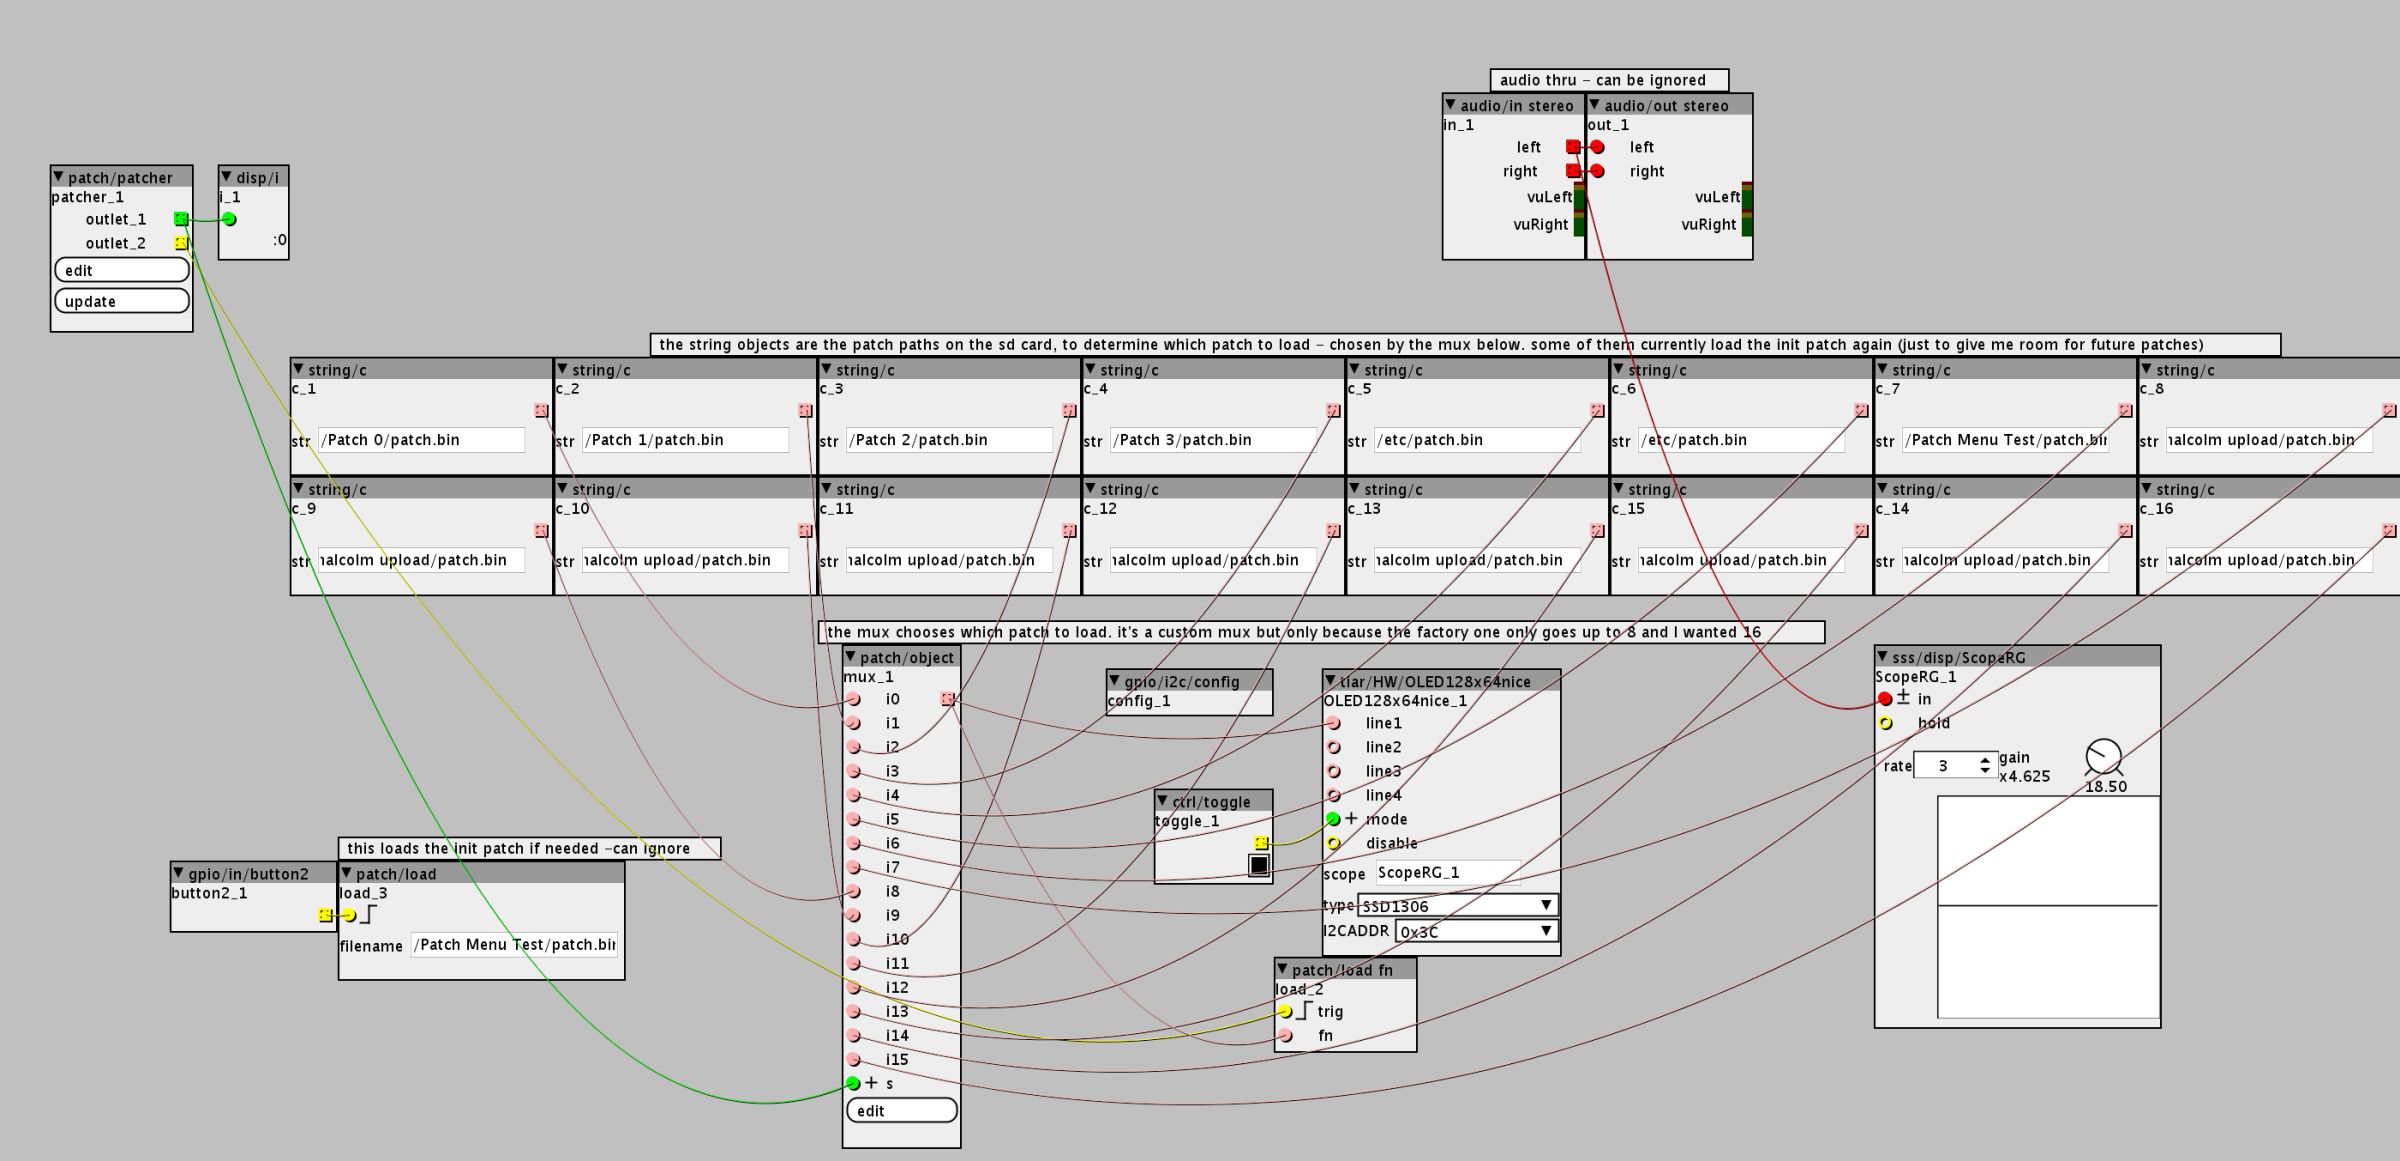 audio thru - can be ignored
audio/in stereo
in_1
left
right
vuLeft
vuRight
audio/out stereo
out_1
left
right
vuLeft
vuRight
patch/patcher
patcher_1
outlet_1
outlet_2
edit
update
disp/i
i_1
:0
the string objects are the patch paths on the sd card, to determine which patch to load - chosen by the mux below. some of them currently load the init patch again (just to give me room for future patches)
string/c
c_1
str /Patch 0/patch.bin
string/c
c_2
str /Patch 1/patch.bin
string/c
c_3
str /Patch 2/patch.bin
string/c
c_4
str /Patch 3/patch.bin
string/c
c_5
str /etc/patch.bin
string/c
c_6
str /etc/patch.bin
string/c
c_7
str /Patch Menu Test/patch.bin
string/c
c_8
str nalcolm upload/patch.bin
string/c
c_9
str nalcolm upload/patch.bin
string/c
c_10
str nalcolm upload/patch.bin
string/c
c_11
str nalcolm upload/patch.bin
string/c
c_12
str nalcolm upload/patch.bin
string/c
c_13
str nalcolm upload/patch.bin
string/c
c_15
str nalcolm upload/patch.bin
string/c
c_14
str nalcolm upload/patch.bin
string/c
c_16
str nalcolm upload/patch.bin
the mux chooses which patch to load. it's a custom mux but only because the factory one only goes up to 8 and I wanted 16
patch/object
mux_1
i0
i1
i2
i3
i4
i5
i6
i7
i8
i9
i10
i11
i12
i13
i14
i15
+ s
edit
gpio/i2c/config
config_1
ctrl/toggle
toggle_1
tiar/HW/OLED128x64nice
OLED128x64nice_1
line1
line2
line3
line4
+ mode
disable
scope ScopeRG_1
type SSD1306
I2CADDR 0x3C
patch/load fn
load_2
trig
fn
sss/disp/ScopeRG
ScopeRG_1
± in
hold
rate 3
gain
x4.625
18.50
this loads the init patch if needed -can ignore
gpio/in/button2
button2_1
patch/load
load_3
filename /Patch Menu Test/patch.bin